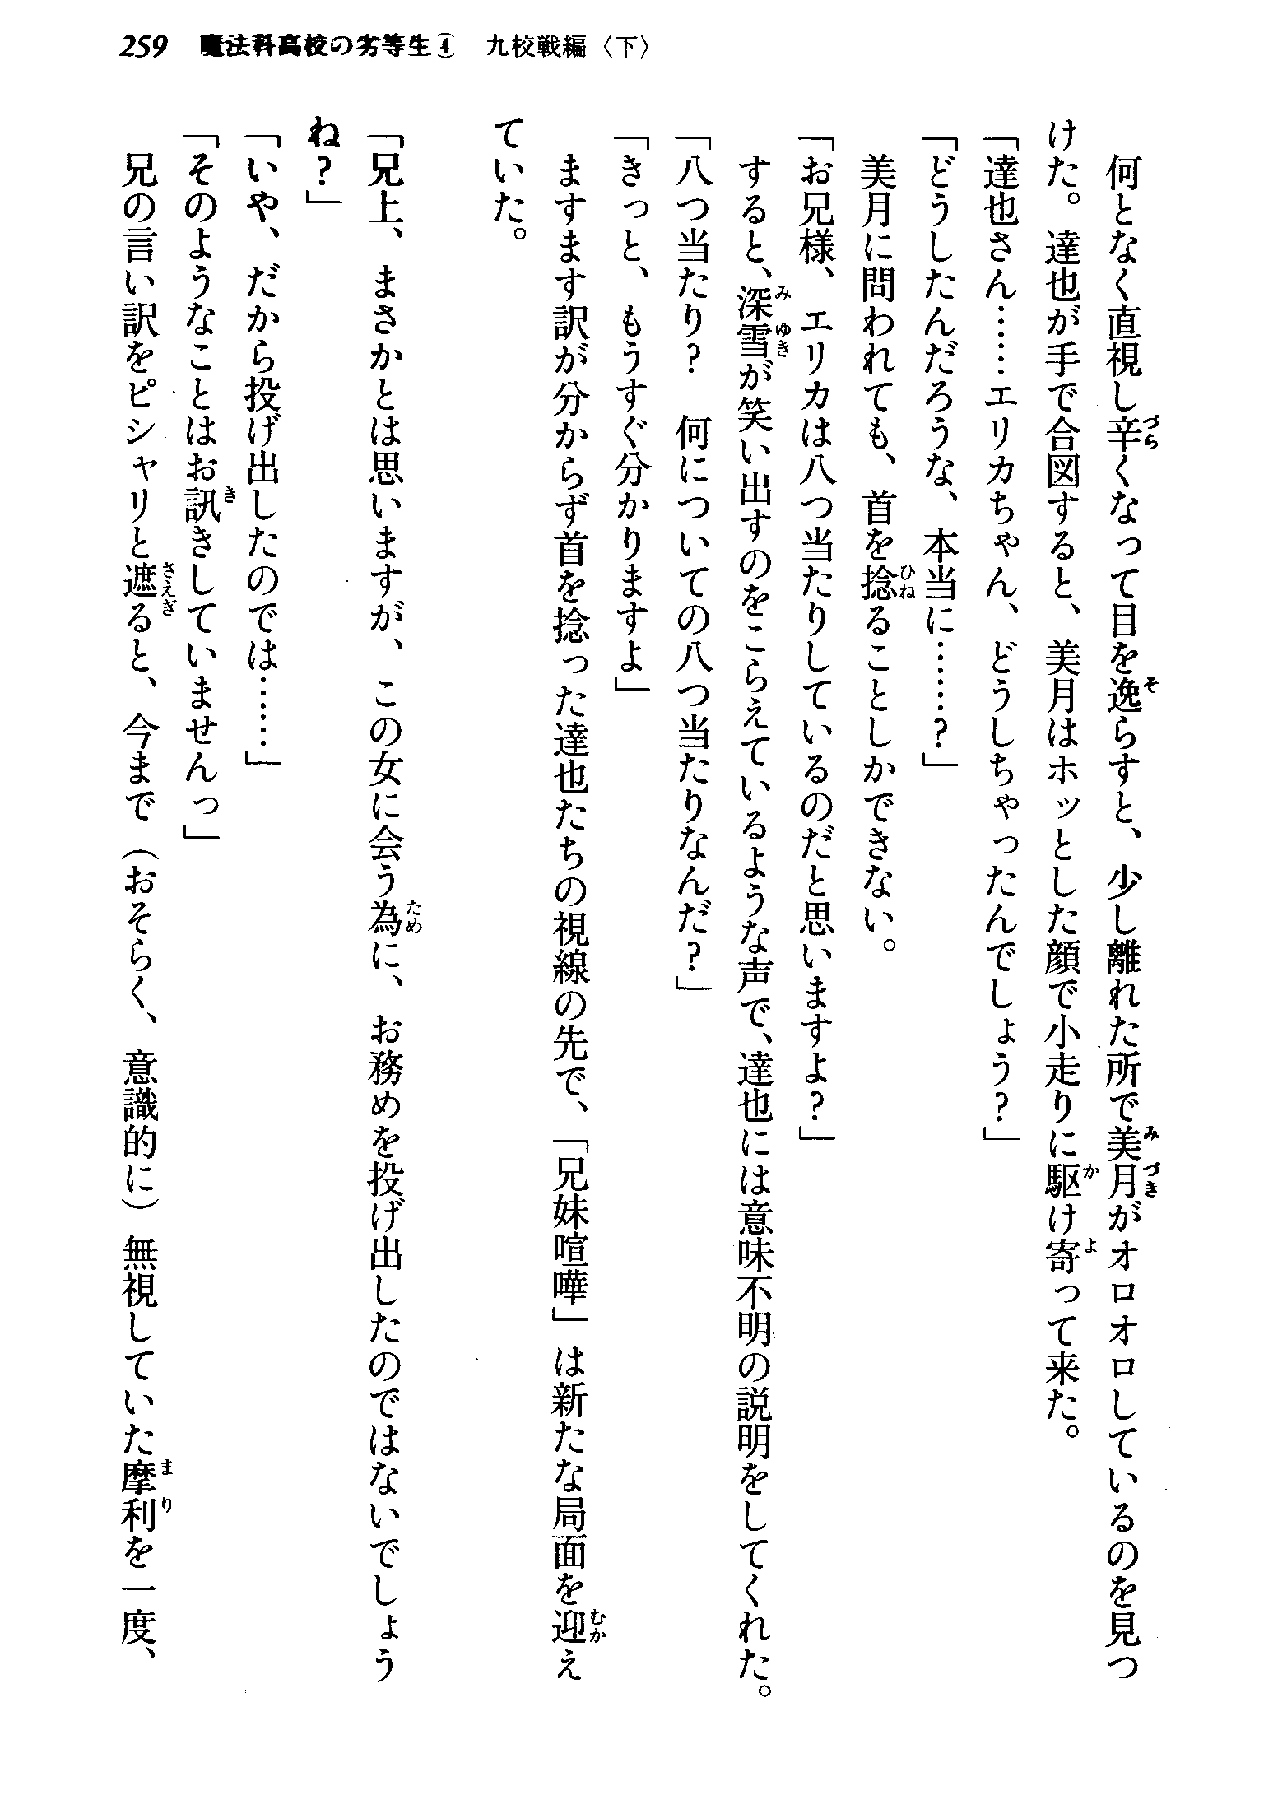 259　魔法科高校の劣等生④　九校戦編〈下〉
　何となく直視し辛くなって目を逸らすと、少し離れた所で美月がオロオロしているのを見つ
けた。達也が手で合図すると、美月はホッとした顔で小走りに駆け寄って来た。
「達也さん……エリカちゃん、どうしちゃったんでしょう？」
「どうしたんだろうな、本当に……？」
　美月に問われても、首を捻ることしかできない。
「お兄様、エリカは八つ当たりしているのだと思いますよ？」
　すると、深雪が笑い出すのをこらえているような声で、達也には意味不明の説明をしてくれた。
「八つ当たり？　何についての八つ当たりなんだ？」
「きっと、もうすぐ分かりますよ」
　ますます訳が分からず首を捻った達也たちの視線の先で、「兄妹喧嘩」は新たな局面を迎え
ていた。
「兄上、まさかとは思いますが、この女に会う為に、お務めを投げ出したのではないでしょう
ね？」
「いや、だから投げ出したのでは……」
「そのようなことはお訊きしていませんっ」
　兄の言い訳をピシャリと遮ると、今まで（おそらく、意識的に）無視していた摩利を一度、